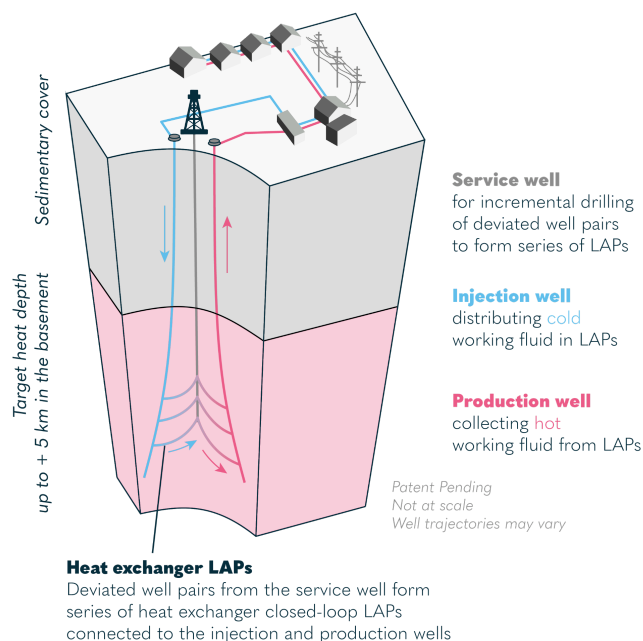 Sedimentary cover
Target heat depth
up to + 5 km in the basement
Service well
for incremental drilling
of deviated well pairs
to form series of LAPs
Injection well
distributing cold
working fluid in LAPs
Production well
collecting hot
working fluid from LAPs
Patent Pending
Not at scale
Well trajectories may vary
Heat exchanger LAPs
Deviated well pairs from the service well form
series of heat exchanger closed-loop LAPs
connected to the injection and production wells